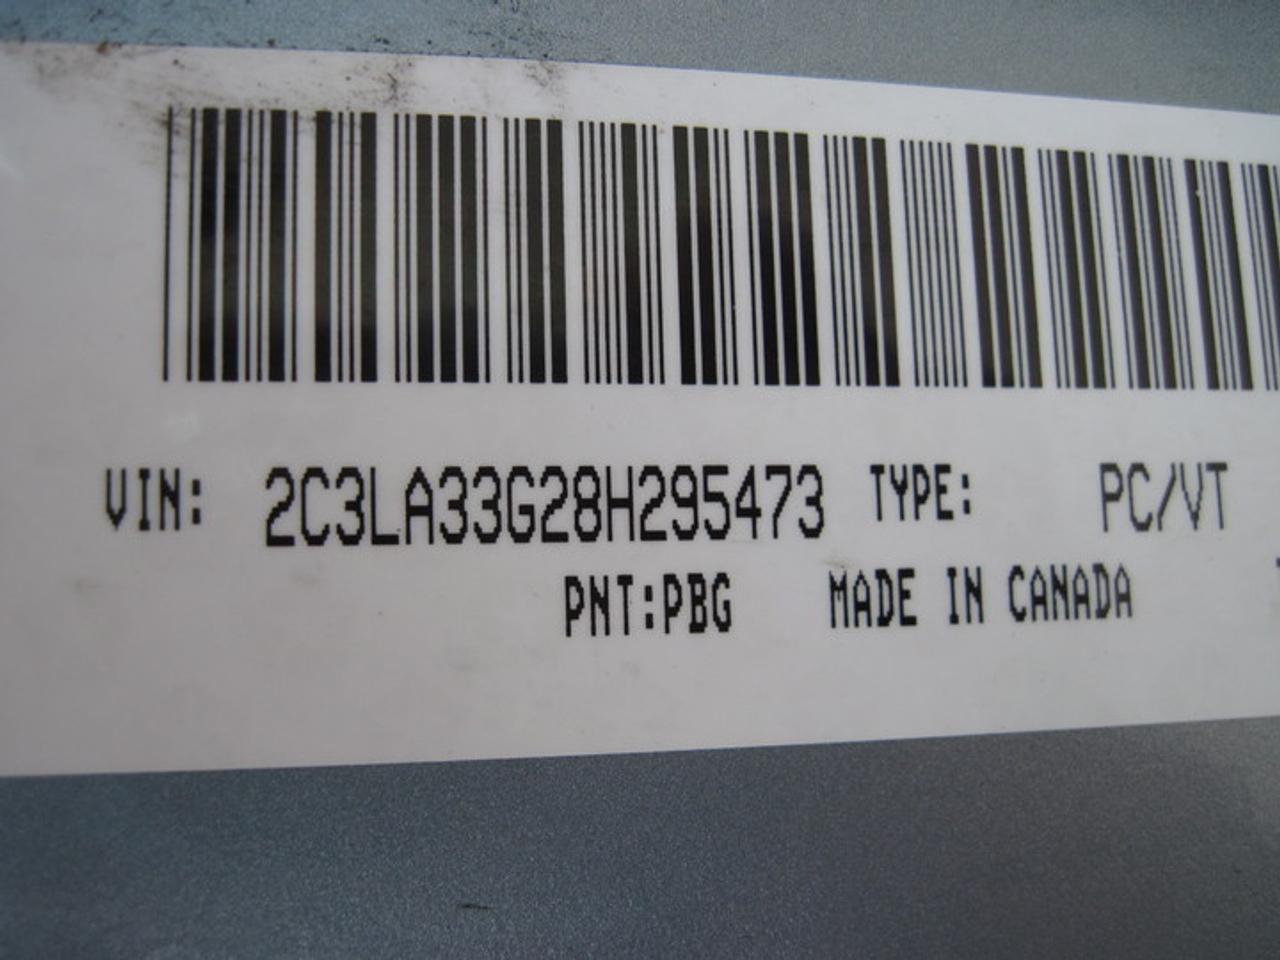 VIN: 2C3LA33G28H295473 TYPE: PC/VT
PNT:PBG MADE IN CANADA